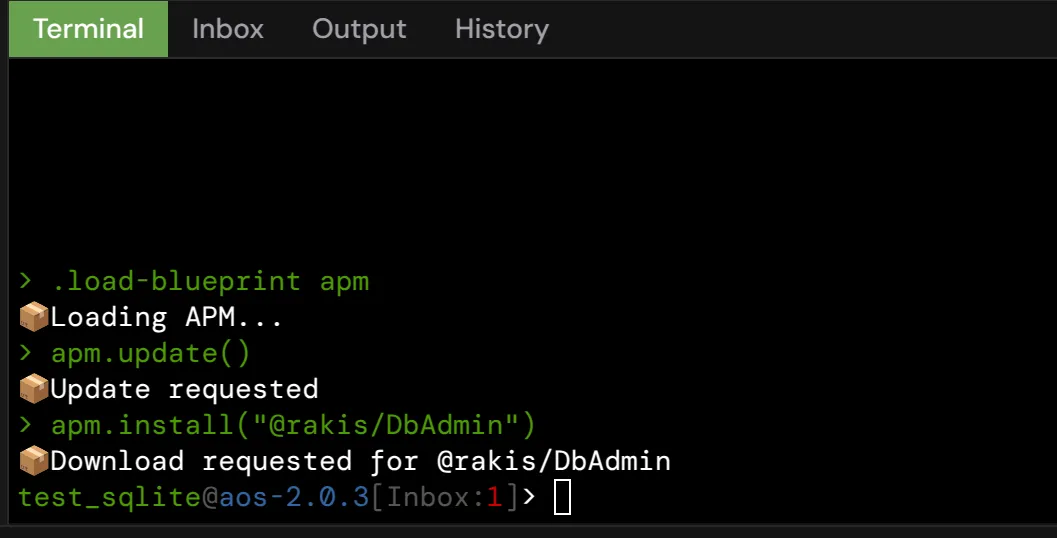 Terminal Inbox Output History
> .load-blueprint apm
📦Loading APM...
> apm.update()
📦Update requested
> apm.install("@rakis/DbAdmin")
📦Download requested for @rakis/DbAdmin
test_sqlite@aos-2.0.3[Inbox:1]>